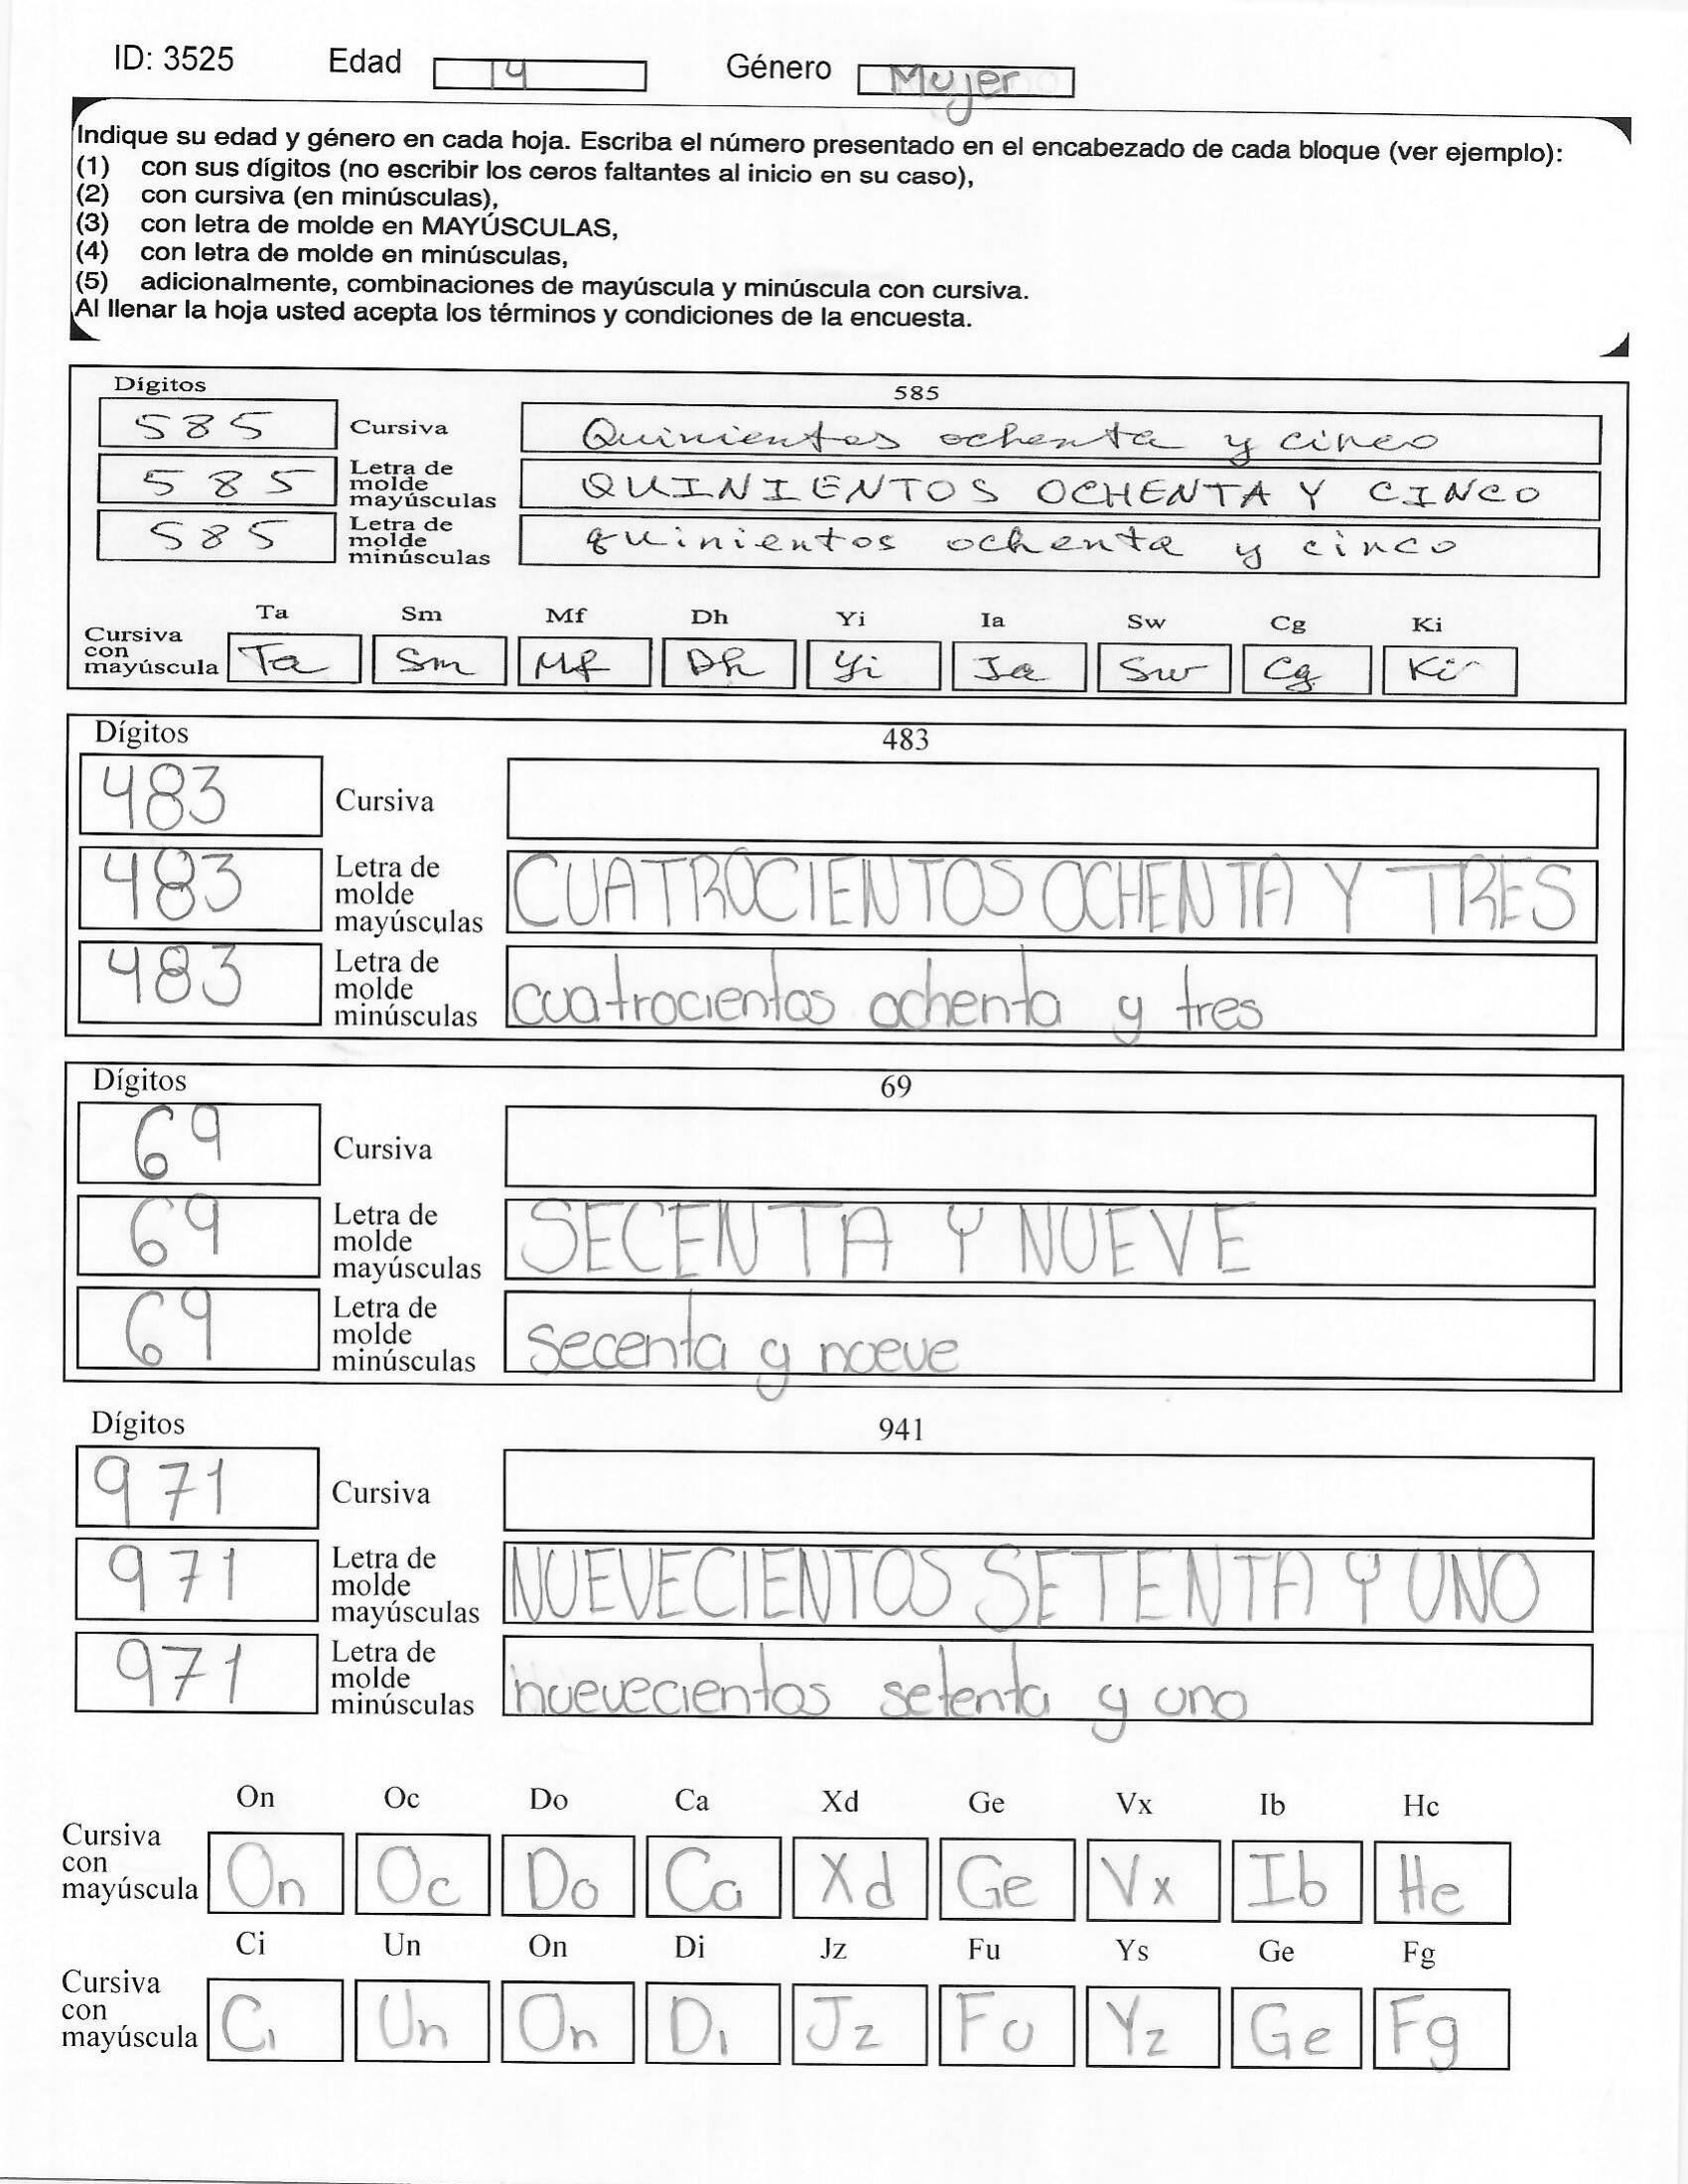 ID: 3525 Edad 14 Género Mujer
Indique su edad y género en cada hoja. Escriba el número presentado en el encabezado de cada bloque (ver ejemplo):
(1) con sus dígitos (no escribir los ceros faltantes al inicio en su caso),
(2) con cursiva (en minúsculas),
(3) con letra de molde en MAYÚSCULAS,
(4) con letra de molde en minúsculas,
(5) adicionalmente, combinaciones de mayúscula y minúscula con cursiva.
Al llenar la hoja usted acepta los términos y condiciones de la encuesta.
Dígitos 585
585 Cursiva Quinientos ochenta y cinco
585 Letra de molde mayúsculas QUINIENTOS OCHENTA Y CINCO
585 Letra de molde minúsculas quinientos ochenta y cinco
Ta Sm Mf Dh Yi Ia Sw Cg Ki
Cursiva con mayúscula Ta Sm Mf Dh Yi Ia Sw Cg Ki
Dígitos 483
483 Cursiva
483 Letra de molde mayúsculas CUATROCIENTOS OCHENTA Y TRES
483 Letra de molde minúsculas cuatrocientos ochenta y tres
Dígitos 69
69 Cursiva
69 Letra de molde mayúsculas SECENTA Y NUEVE
69 Letra de molde minúsculas secenta y nueve
Dígitos 941
971 Cursiva
971 Letra de molde mayúsculas NUEVECIENTOS SETENTA Y UNO
971 Letra de molde minúsculas nuevecientos setenta y uno
On Oc Do Ca Xd Ge Vx Ib Hc
Cursiva con mayúscula On Oc Do Ca Xd Ge Vx Ib He
Ci Un On Di Jz Fu Ys Ge Fg
Cursiva con mayúscula Ci Un On Di Jz Fu Yz Ge Fg